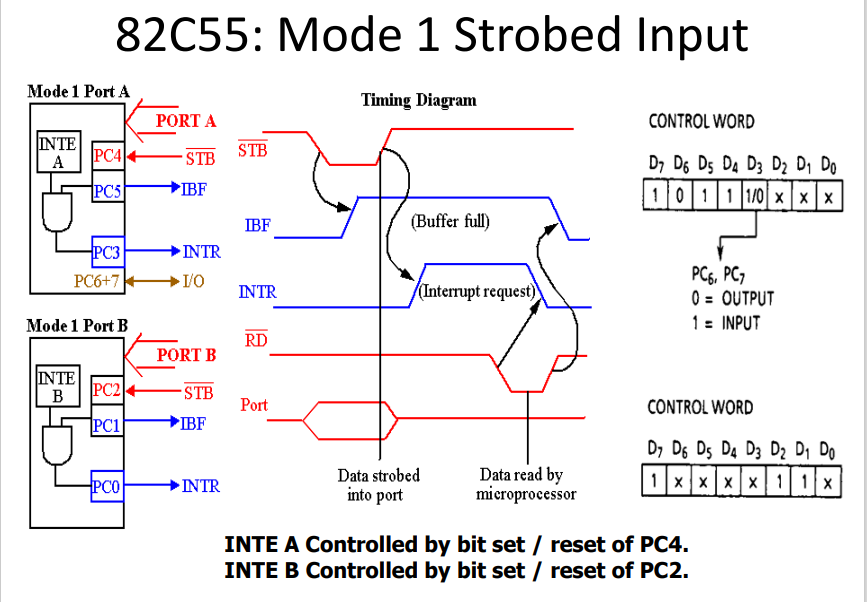 82C55: Mode 1 Strobed Input
Mode 1 Port A
PORT A
INTE
A
PC4
STB
PC5
IBF
PC3
INTR
PC6+7
I/O
Mode 1 Port B
PORT B
INTE
B
PC2
STB
PC1
IBF
PC0
INTR
Timing Diagram
STB
IBF
(Buffer full)
INTR
(Interrupt request)
RD
Port
Data strobed
into port
Data read by
microprocessor
CONTROL WORD
D7 D6 D5 D4 D3 D2 D1 D0
1 0 1 1 1/0 x x x
PC6, PC7
0 = OUTPUT
1 = INPUT
CONTROL WORD
D7 D6 D5 D4 D3 D2 D1 D0
1 x x x x 1 1 x
INTE A Controlled by bit set / reset of PC4.
INTE B Controlled by bit set / reset of PC2.